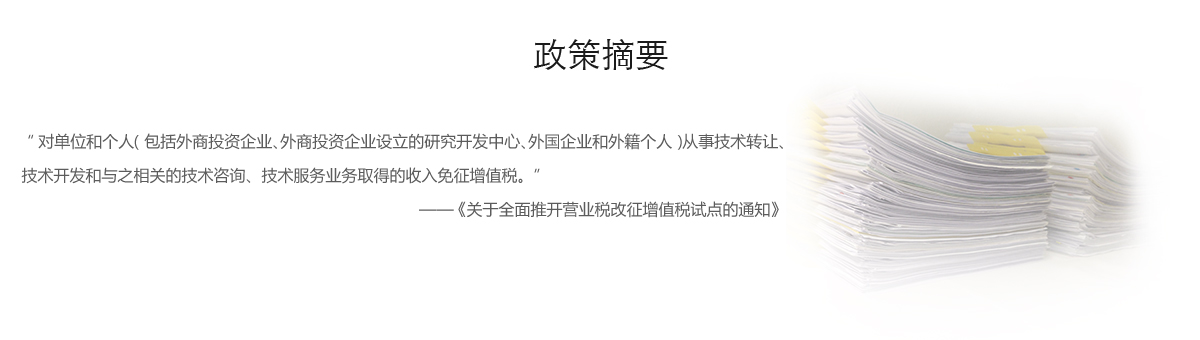 政策摘要
" 对单位和个人( 包括外商投资企业、外商投资企业设立的研究开发中心、外国企业和外籍个人 )从事技术转让、
技术开发和与之相关的技术咨询、技术服务业务取得的收入免征增值税。"
——《关于全面推开营业税改征增值税试点的通知》